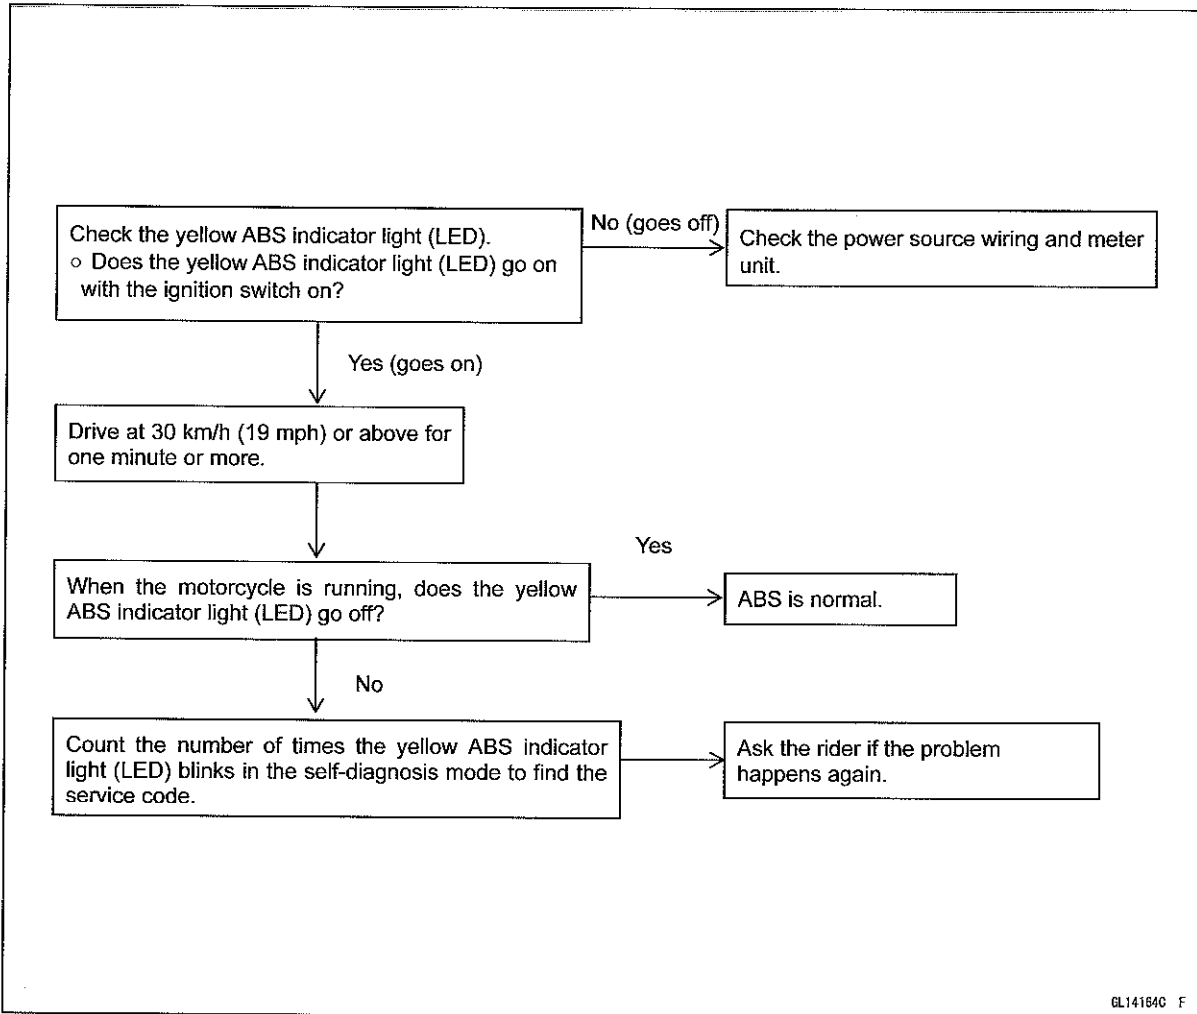 Check the yellow ABS indicator light (LED).
○ Does the yellow ABS indicator light (LED) go on
with the ignition switch on?
No (goes off)
Check the power source wiring and meter
unit.
Yes (goes on)
Drive at 30 km/h (19 mph) or above for
one minute or more.
When the motorcycle is running, does the yellow
ABS indicator light (LED) go off?
Yes
ABS is normal.
No
Count the number of times the yellow ABS indicator
light (LED) blinks in the self-diagnosis mode to find the
service code.
Ask the rider if the problem
happens again.
GL14164C F